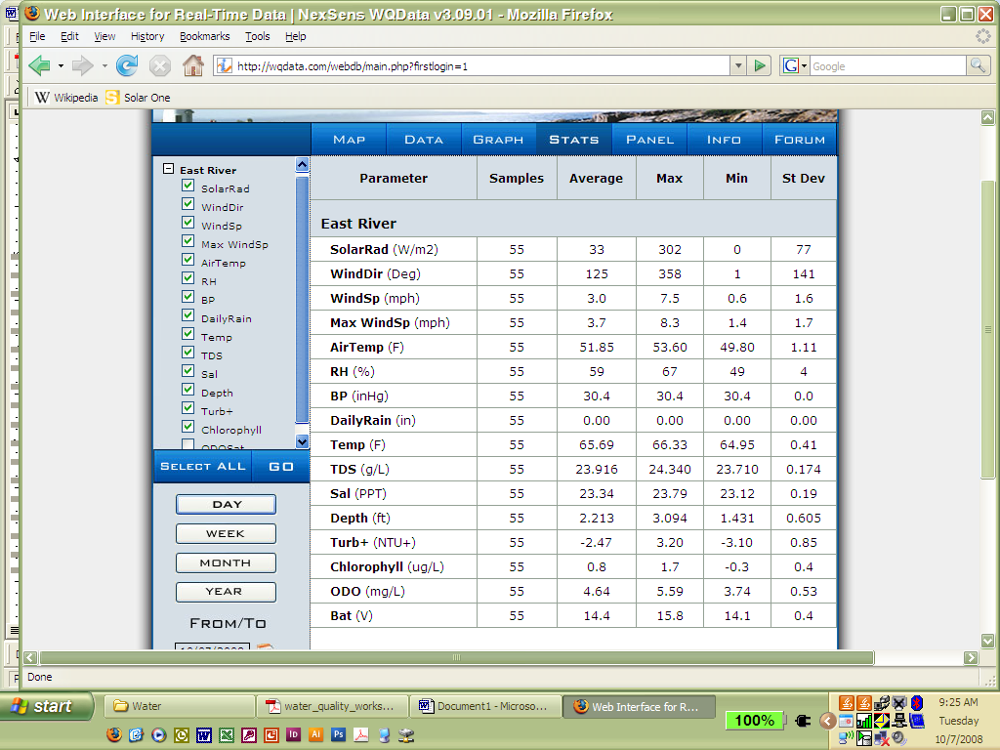 Web Interface for Real-Time Data | NexSens WQData v3.09.01 - Mozilla Firefox
File Edit View History Bookmarks Tools Help
http://wqdata.com/webdb/main.php?firstlogin=1
G Google
W Wikipedia S Solar One
MAP DATA GRAPH STATS PANEL INFO FORUM
East River
SolarRad
WindDir
WindSp
Max WindSp
AirTemp
RH
BP
DailyRain
Temp
TDS
Sal
Depth
Turb+
Chlorophyll
ODOSat
SELECT ALL GO
DAY
WEEK
MONTH
YEAR
FROM/TO
10/07/2008
Parameter Samples Average Max Min St Dev
East River
SolarRad (W/m2) 55 33 302 0 77
WindDir (Deg) 55 125 358 1 141
WindSp (mph) 55 3.0 7.5 0.6 1.6
Max WindSp (mph) 55 3.7 8.3 1.4 1.7
AirTemp (F) 55 51.85 53.60 49.80 1.11
RH (%) 55 59 67 49 4
BP (inHg) 55 30.4 30.4 30.4 0.0
DailyRain (in) 55 0.00 0.00 0.00 0.00
Temp (F) 55 65.69 66.33 64.95 0.41
TDS (g/L) 55 23.916 24.340 23.710 0.174
Sal (PPT) 55 23.34 23.79 23.12 0.19
Depth (ft) 55 2.213 3.094 1.431 0.605
Turb+ (NTU+) 55 -2.47 3.20 -3.10 0.85
Chlorophyll (ug/L) 55 0.8 1.7 -0.3 0.4
ODO (mg/L) 55 4.64 5.59 3.74 0.53
Bat (V) 55 14.4 15.8 14.1 0.4
Done
start Water water_quality_works... Document1 - Microso... Web Interface for R... 100% 9:25 AM
Tuesday
10/7/2008